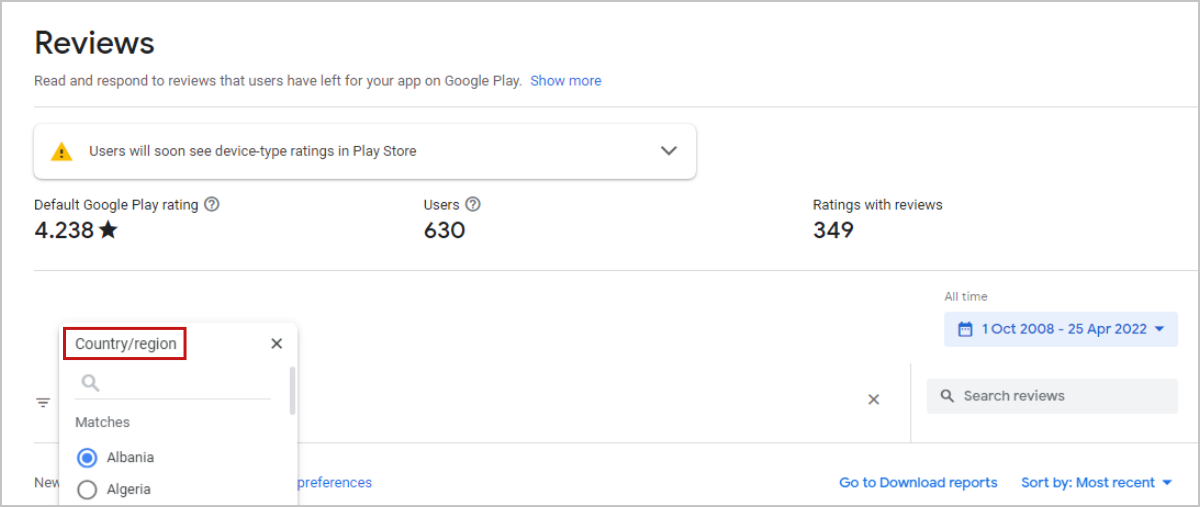 Reviews
Read and respond to reviews that users have left for your app on Google Play. Show more
Users will soon see device-type ratings in Play Store
Default Google Play rating
4.238★
Users
630
Ratings with reviews
349
All time
1 Oct 2008 - 25 Apr 2022
Country/region
Search reviews
Matches
Albania
Algeria
New
preferences
Go to Download reports
Sort by: Most recent